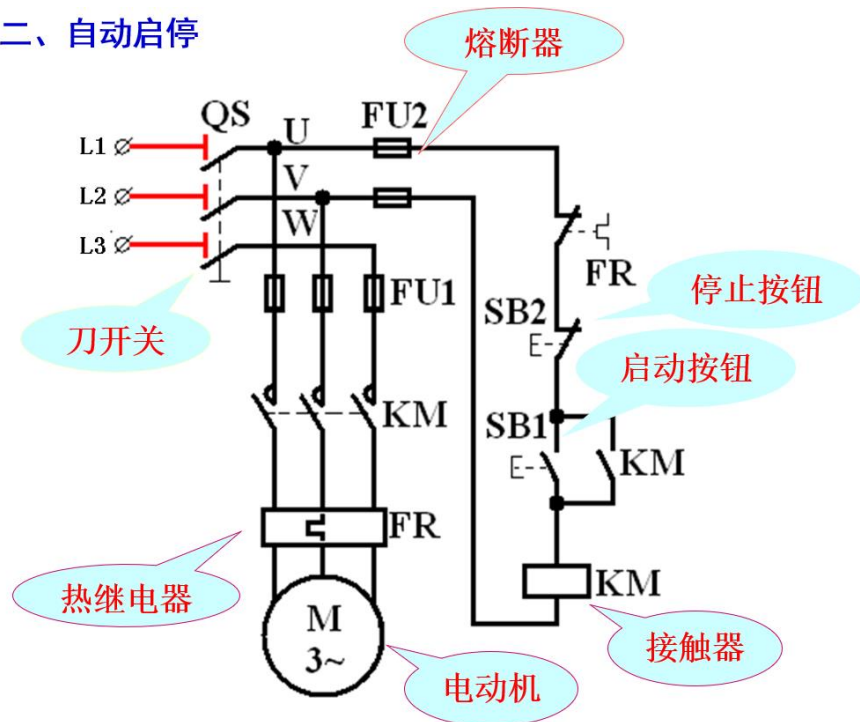 二、自动启停
熔断器
QS
FU2
U
L1
V
L2
W
L3
FR
FU1
停止按钮
SB2
刀开关
启动按钮
KM
SB1
KM
FR
热继电器
KM
M
3~
接触器
电动机